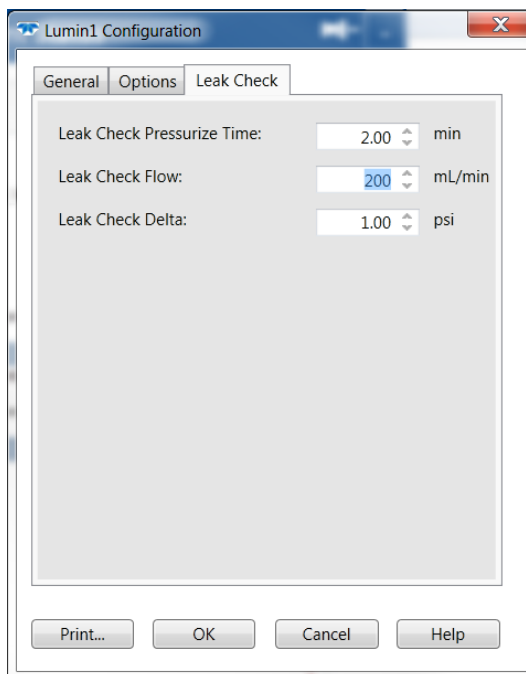 Lumin1 Configuration
General Options Leak Check
Leak Check Pressurize Time: 2.00 min
Leak Check Flow: 200 mL/min
Leak Check Delta: 1.00 psi
Print... OK Cancel Help